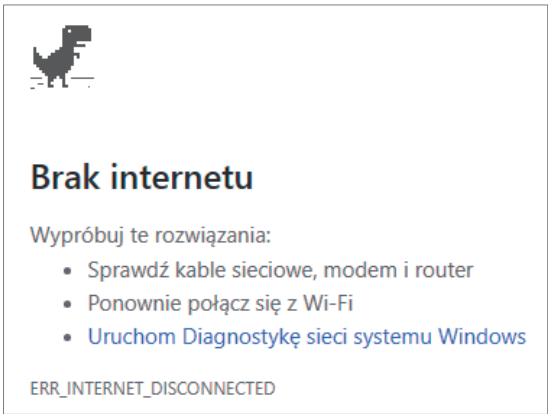 Brak internetu
Wypróbuj te rozwiązania:
• Sprawdź kable sieciowe, modem i router
• Ponownie połącz się z Wi-Fi
• Uruchom Diagnostykę sieci systemu Windows
ERR_INTERNET_DISCONNECTED